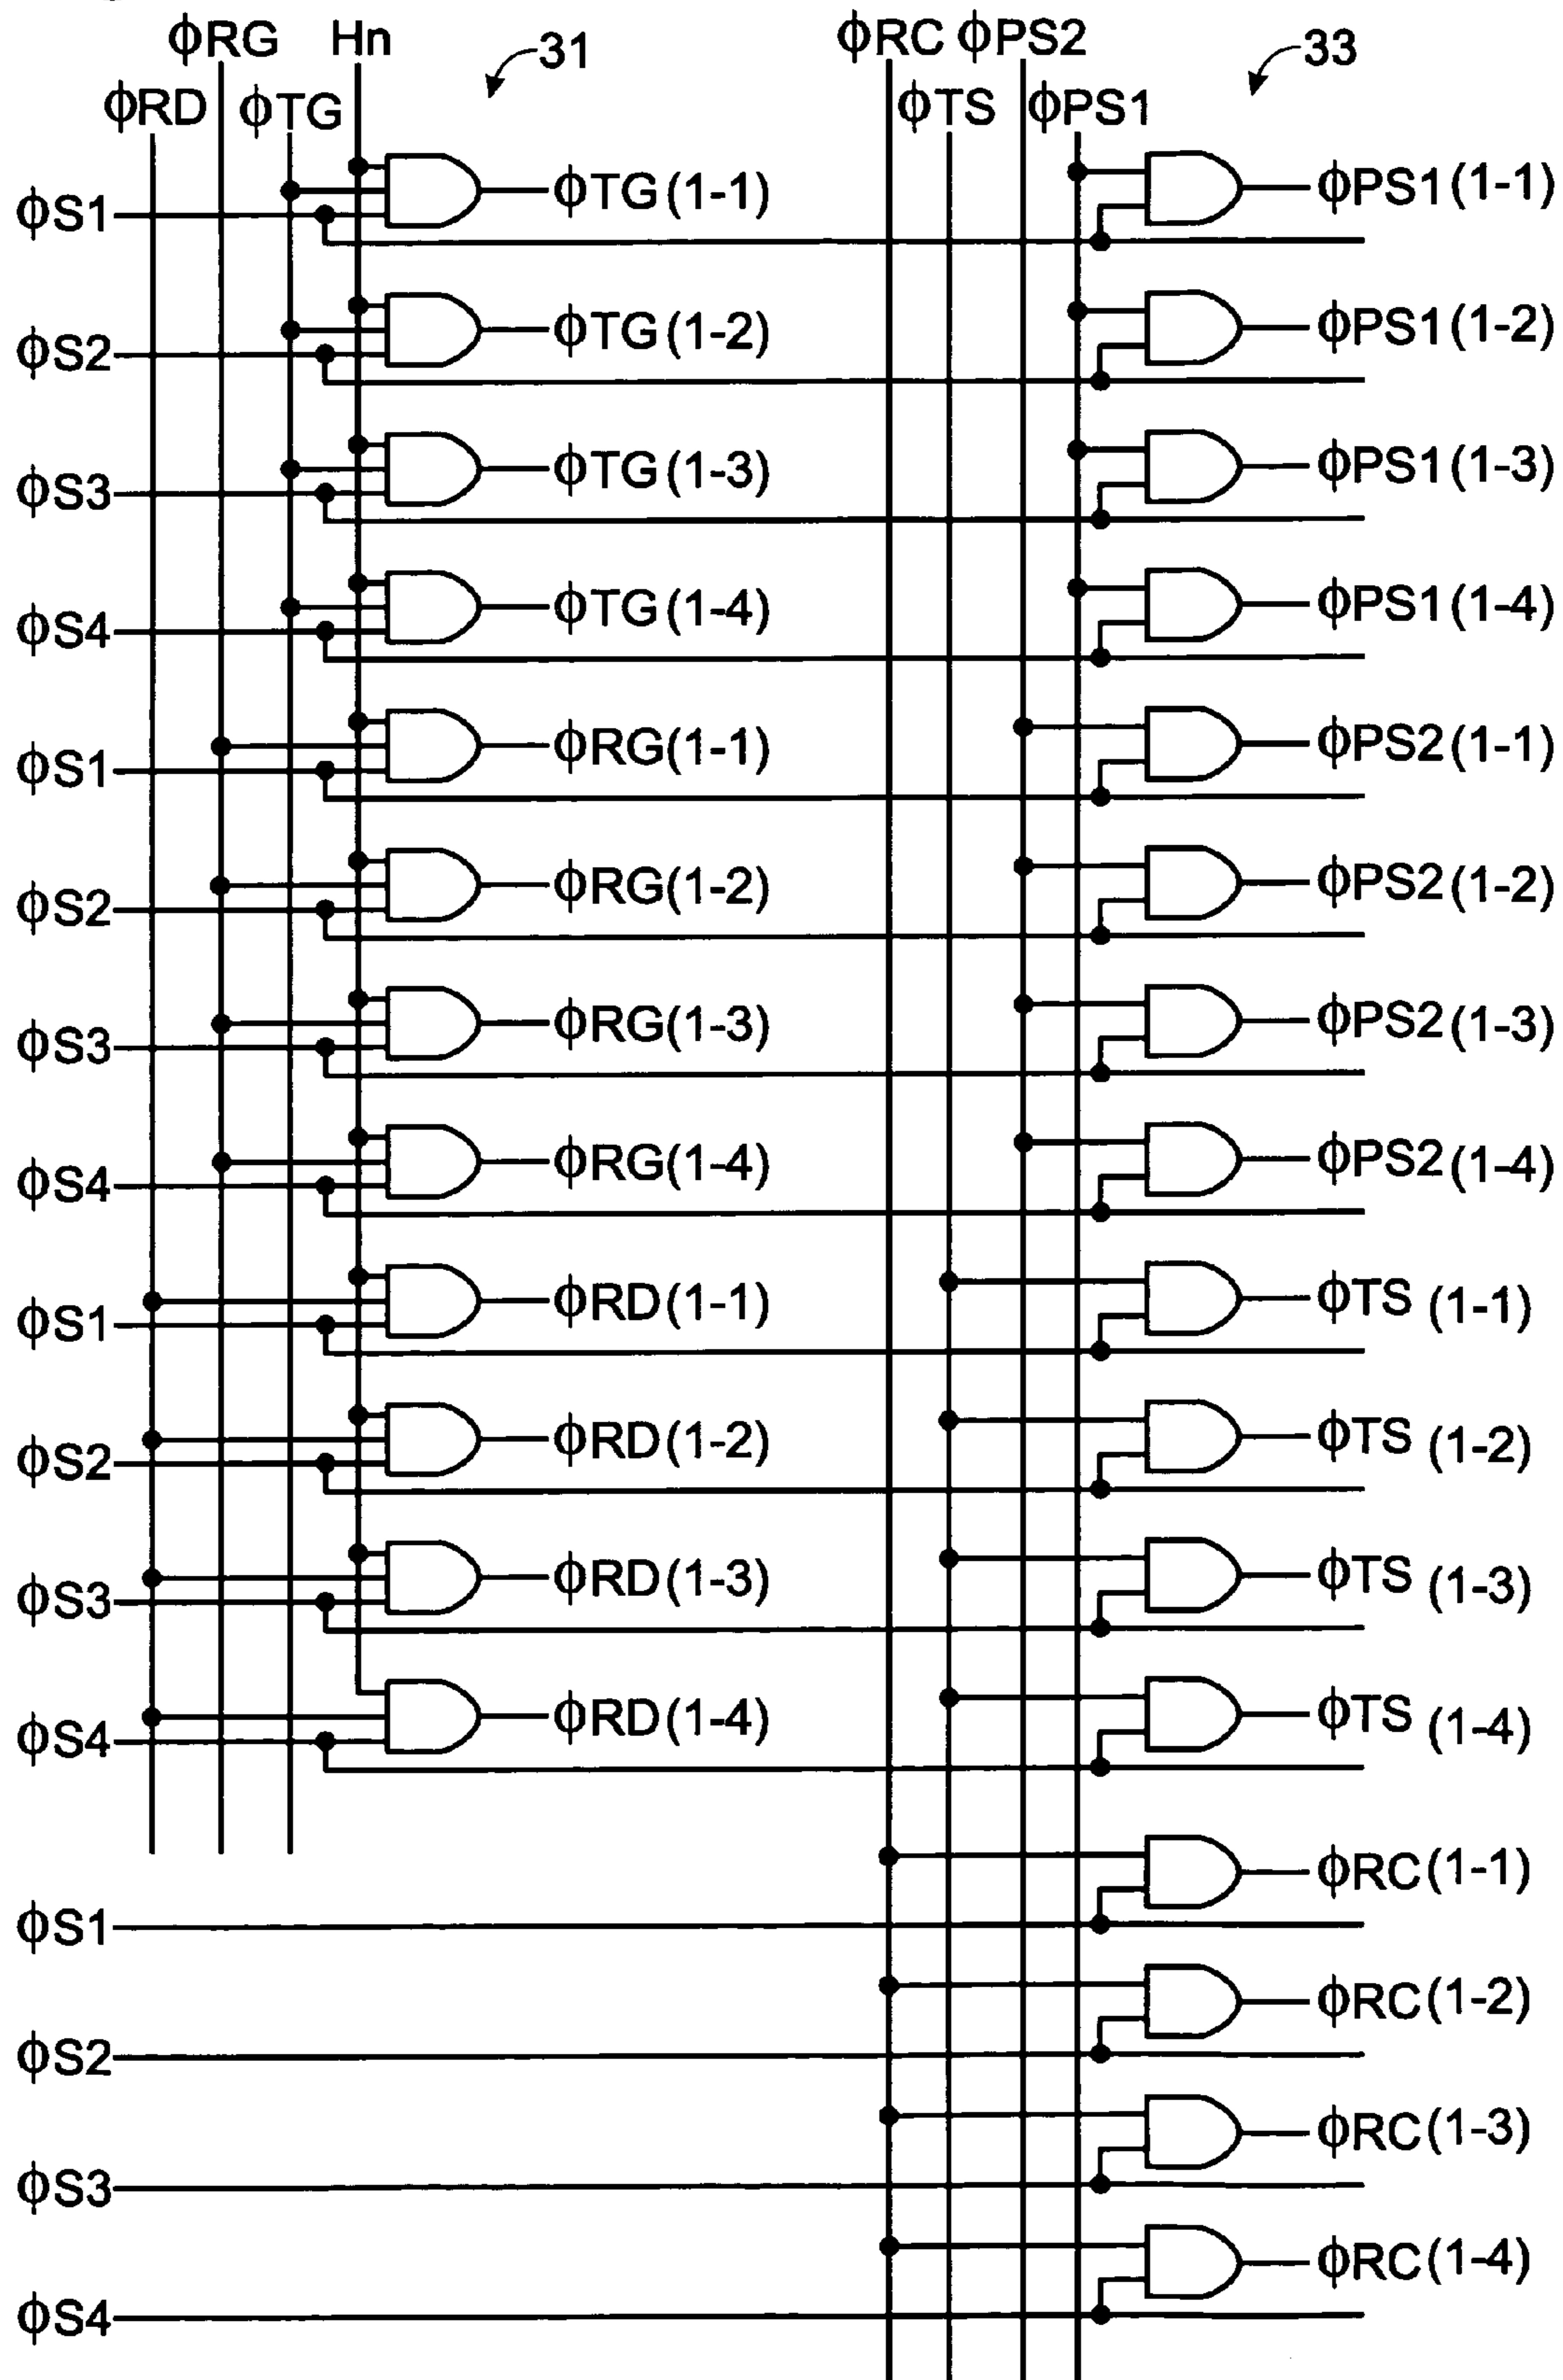 ϕRG Hn 31 ϕRC ϕPS2 33
ϕRD ϕTG ϕTS ϕPS1
ϕS1 ϕTG(1-1) ϕPS1(1-1)
ϕS2 ϕTG(1-2) ϕPS1(1-2)
ϕS3 ϕTG(1-3) ϕPS1(1-3)
ϕS4 ϕTG(1-4) ϕPS1(1-4)
ϕS1 ϕRG(1-1) ϕPS2(1-1)
ϕS2 ϕRG(1-2) ϕPS2(1-2)
ϕS3 ϕRG(1-3) ϕPS2(1-3)
ϕS4 ϕRG(1-4) ϕPS2(1-4)
ϕS1 ϕRD(1-1) ϕTS (1-1)
ϕS2 ϕRD(1-2) ϕTS (1-2)
ϕS3 ϕRD(1-3) ϕTS (1-3)
ϕS4 ϕRD(1-4) ϕTS (1-4)
ϕS1 ϕRC(1-1)
ϕS2 ϕRC(1-2)
ϕS3 ϕRC(1-3)
ϕS4 ϕRC(1-4)